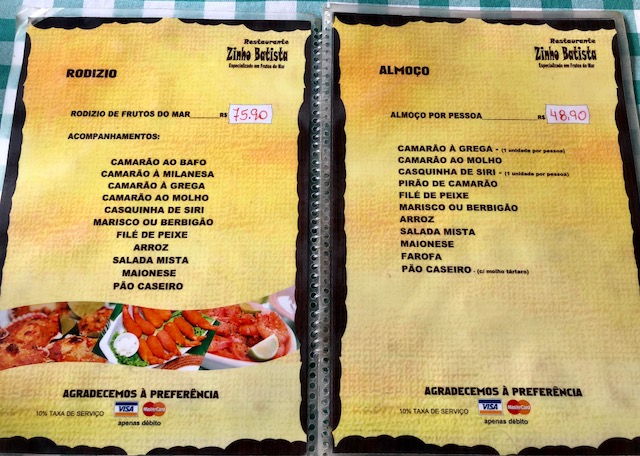 Restaurante
Zinho Batista
Especializado em Frutos do Mar
RODIZIO
RODIZIO DE FRUTOS DO MAR______R$ 75.90
ACOMPANHAMENTOS:
CAMARÃO AO BAFO
CAMARÃO À MILANESA
CAMARÃO À GREGA
CAMARÃO AO MOLHO
CASQUINHA DE SIRI
MARISCO OU BERBIGÃO
FILÉ DE PEIXE
ARROZ
SALADA MISTA
MAIONESE
PÃO CASEIRO
AGRADECEMOS À PREFERÊNCIA
10% TAXA DE SERVIÇO VISA MasterCard
apenas débito
Restaurante
Zinho Batista
Especializado em Frutos do Mar
ALMOÇO
ALMOÇO POR PESSOA____________R$ 48.90
CAMARÃO À GREGA - (1 unidade por pessoa)
CAMARÃO AO MOLHO
CASQUINHA DE SIRI - (1 unidade por pessoa)
PIRÃO DE CAMARÃO
FILE DE PEIXE
MARISCO OU BERBIGÃO
ARROZ
SALADA MISTA
MAIONESE
FAROFA
PÃO CASEIRO - (c/ molho tártaro)
AGRADECEMOS À PREFERÊNCIA
10% TAXA DE SERVIÇO VISA MasterCard
apenas débito